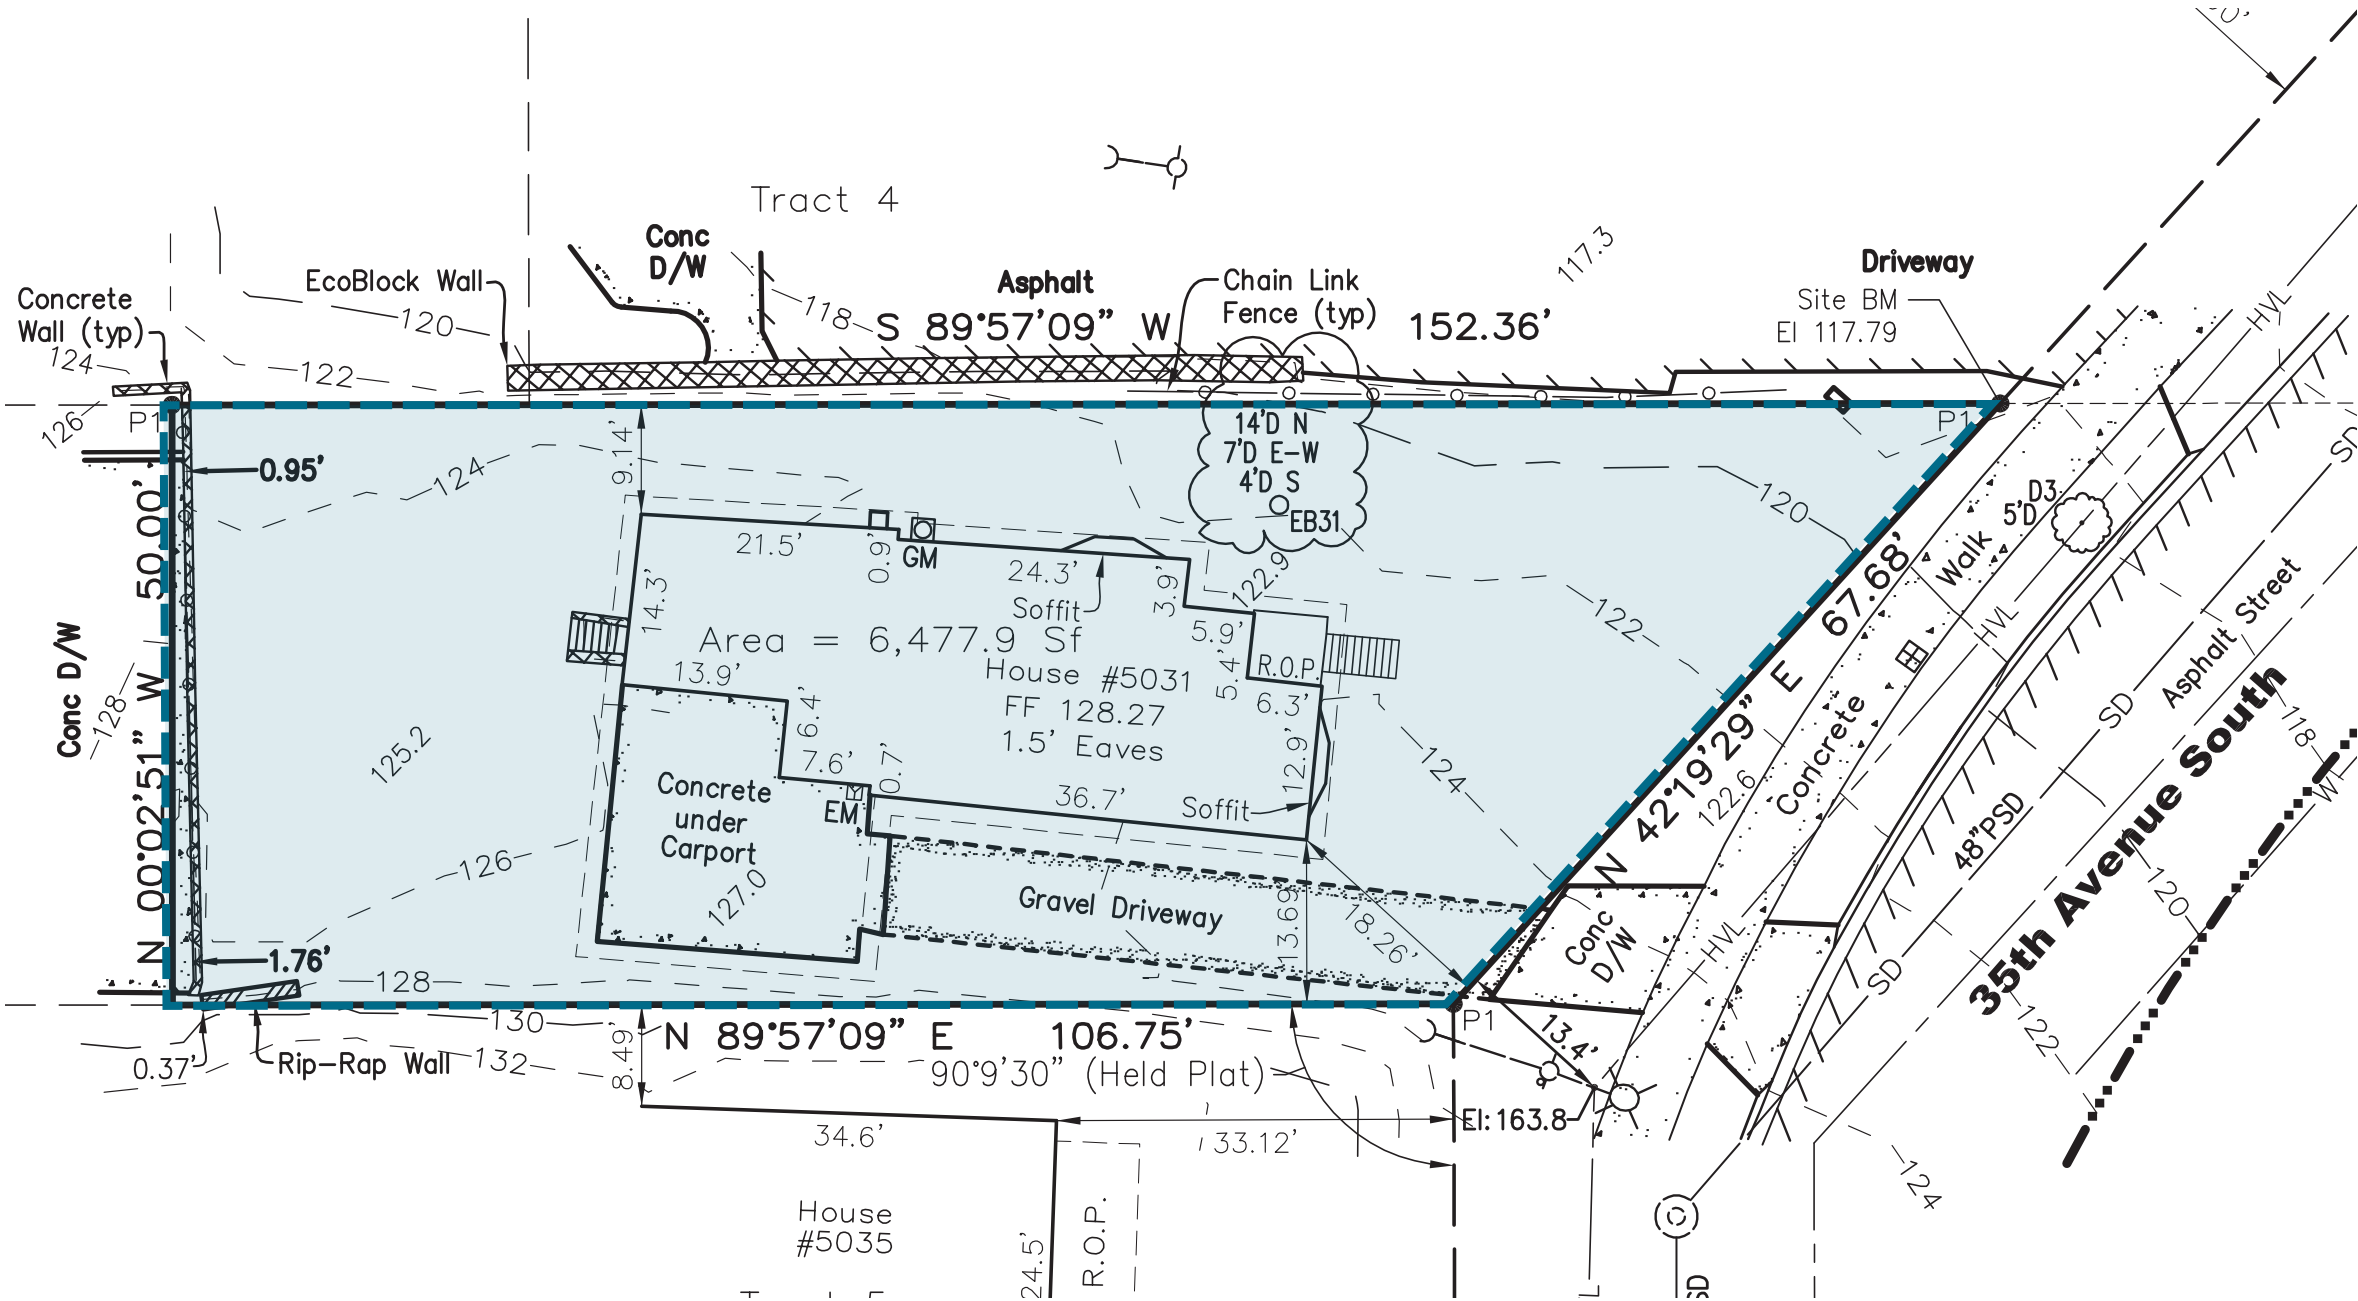 Tract 4
Conc
D/W
EcoBlock Wall
Asphalt
Chain Link
Fence (typ)
117.3
Driveway
Site BM
El 117.79
Concrete
Wall (typ)
120
118
S 89°57'09" W 152.36'
HVL
124
122
126
P1
P1
SD
0.95'
124
9.14'
14'D N
7'D E-W
4'D S
EB31
120
D3
5'D
Walk
N 00°02'51" W 50.00'
21.5'
0.9'
GM
24.3'
Soffit
3.9'
122.9
122
HVL
14.3'
Area = 6,477.9 Sf
5.9'
5.4'
R.O.P.
6.3'
13.9'
House #5031
FF 128.27
1.5' Eaves
6.4'
7.6'
0.7'
12.9'
Conc D/W
128
125.2
N 42°19'29" E 67.68'
122.6
Concrete
SD
Asphalt Street
118
35th Avenue South
W
Concrete
under
Carport
127.0
EM
36.7'
Soffit
124
48"PSD
126
Gravel Driveway
13.69'
18.26'
Conc
D/W
HVL
SD
120
1.76'
128
130
N 89°57'09" E 106.75'
P1
122
0.37'
Rip-Rap Wall
132
8.49'
90°9'30" (Held Plat)
13.4'
El: 163.8
34.6'
33.12'
124
House
#5035
24.5'
R.O.P.
SD